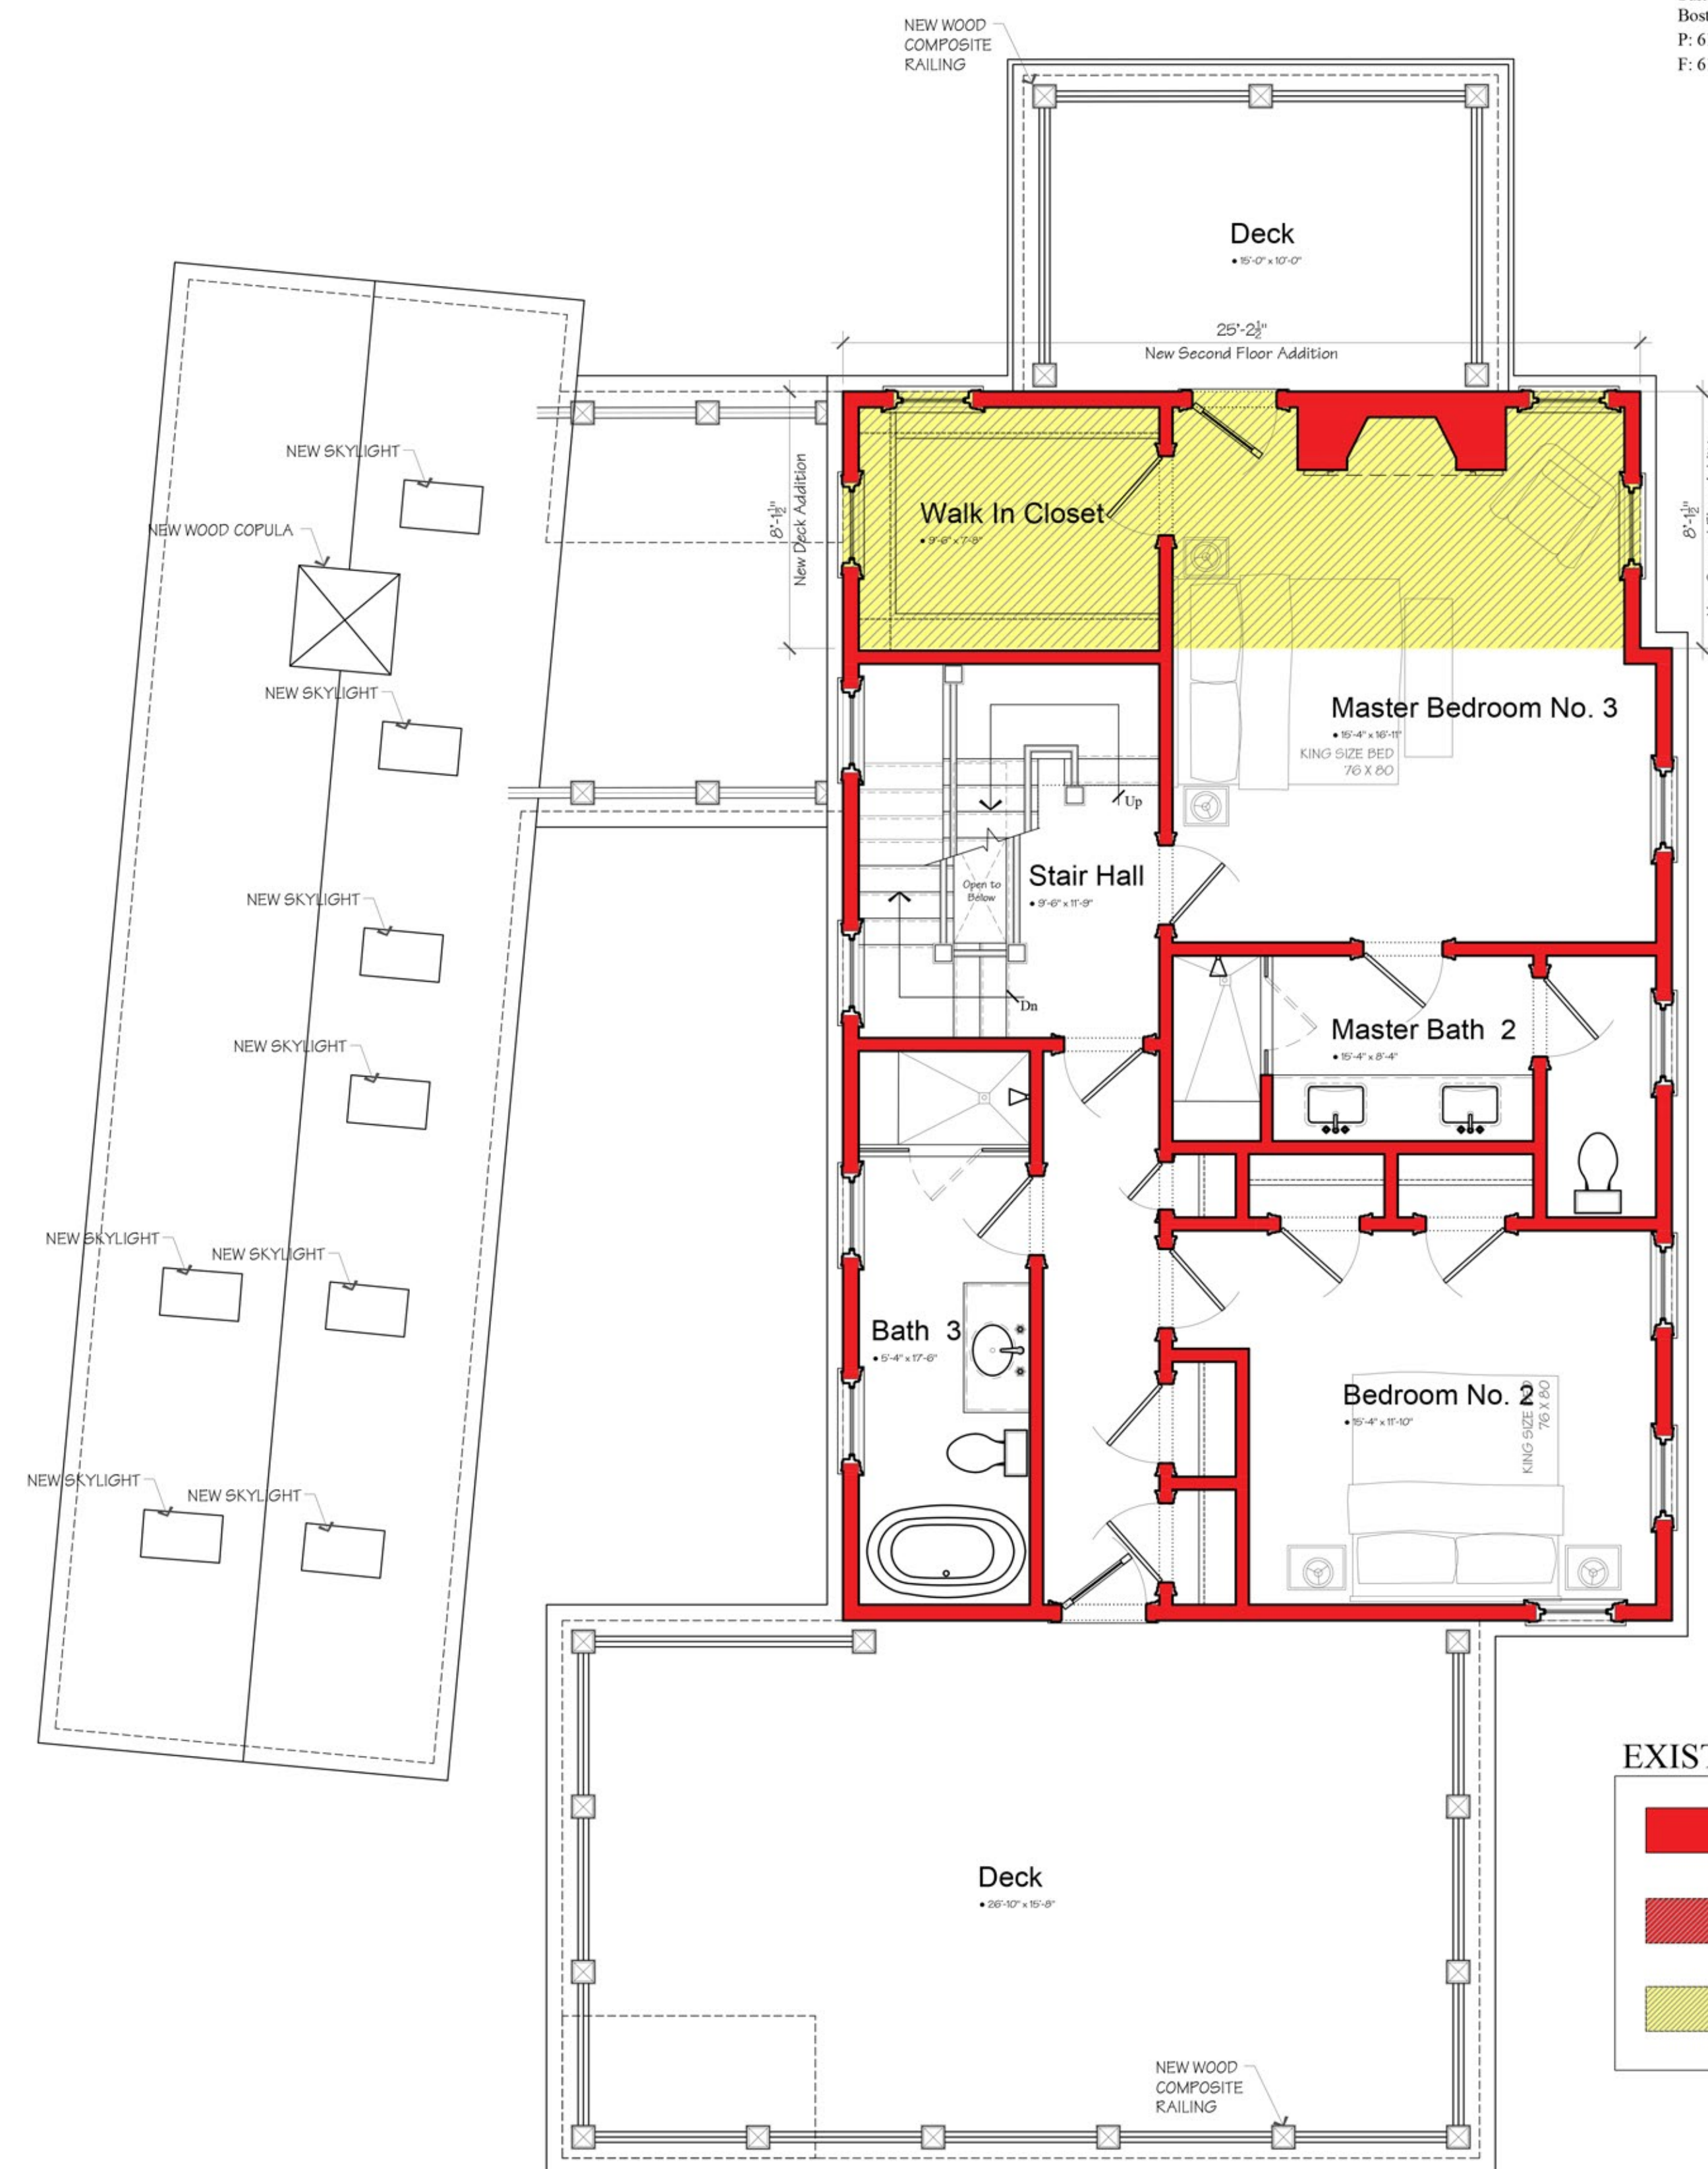 Bost
P: 6
F: 6
NEW WOOD
COMPOSITE
RAILING
Deck
• 15'-0" x 10'-0"
25'-2½"
New Second Floor Addition
NEW SKYLIGHT
NEW WOOD COPULA
8'-1½"
New Deck Addition
Walk In Closet
• 9'-6" x 7'-8"
8'-1½"
NEW SKYLIGHT
Master Bedroom No. 3
• 15'-4" x 16'-11"
KING SIZE BED
76 X 80
Up
Stair Hall
• 9'-6" x 11'-9"
Open to
Below
NEW SKYLIGHT
Dn
NEW SKYLIGHT
Master Bath 2
• 15'-4" x 8'-4"
NEW SKYLIGHT
NEW SKYLIGHT
Bath 3
• 5'-4" x 17'-6"
Bedroom No. 2
• 15'-4" x 11'-10"
KING SIZE
76 X 80
NEW SKYLIGHT
NEW SKYLIGHT
EXIST
Deck
• 26'-10" x 15'-8"
NEW WOOD
COMPOSITE
RAILING